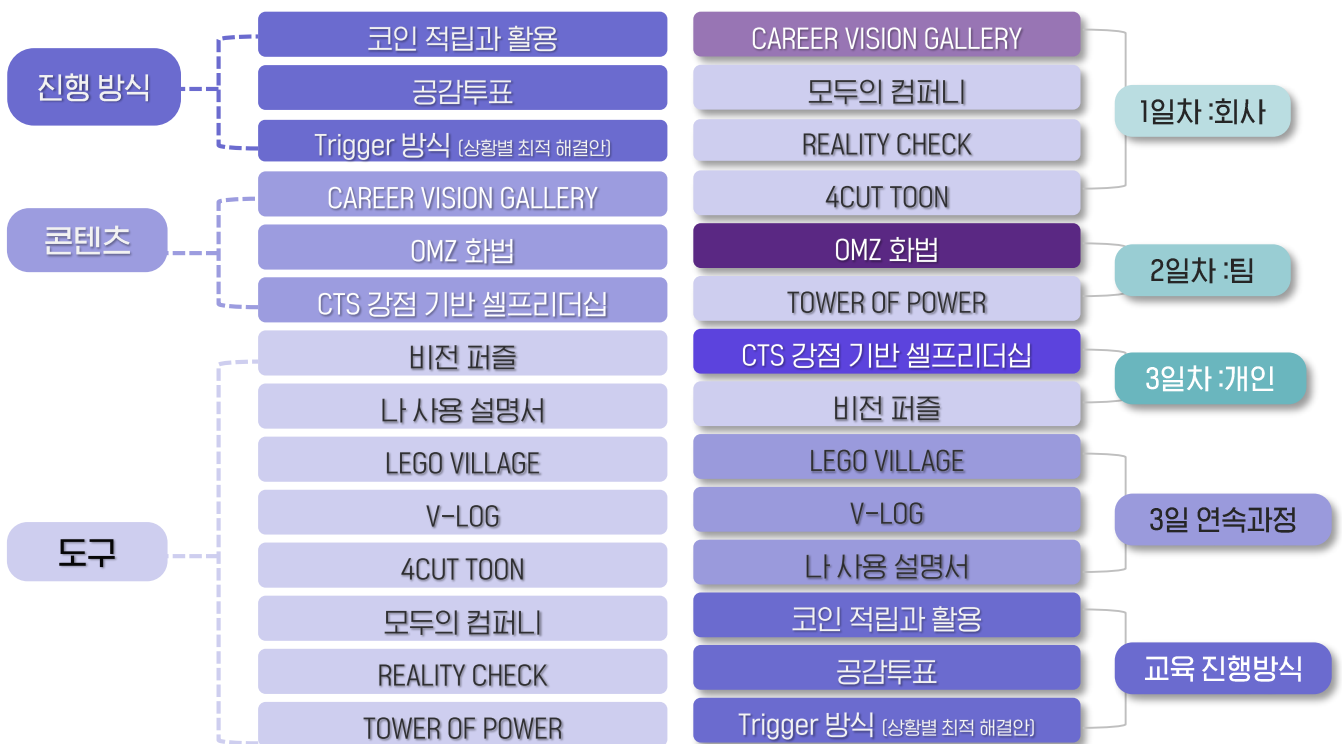 진행 방식
코인 적립과 활용
공감투표
Trigger 방식 (상황별 최적 해결안)
콘텐츠
CAREER VISION GALLERY
OMZ 화법
CTS 강점 기반 셀프리더십
도구
비전 퍼즐
나 사용 설명서
LEGO VILLAGE
V-LOG
4CUT TOON
모두의 컴퍼니
REALITY CHECK
TOWER OF POWER
CAREER VISION GALLERY
모두의 컴퍼니
REALITY CHECK
4CUT TOON
1일차 :회사
OMZ 화법
TOWER OF POWER
2일차 :팀
CTS 강점 기반 셀프리더십
비전 퍼즐
3일차 :개인
LEGO VILLAGE
V-LOG
나 사용 설명서
3일 연속과정
코인 적립과 활용
공감투표
Trigger 방식 (상황별 최적 해결안)
교육 진행방식